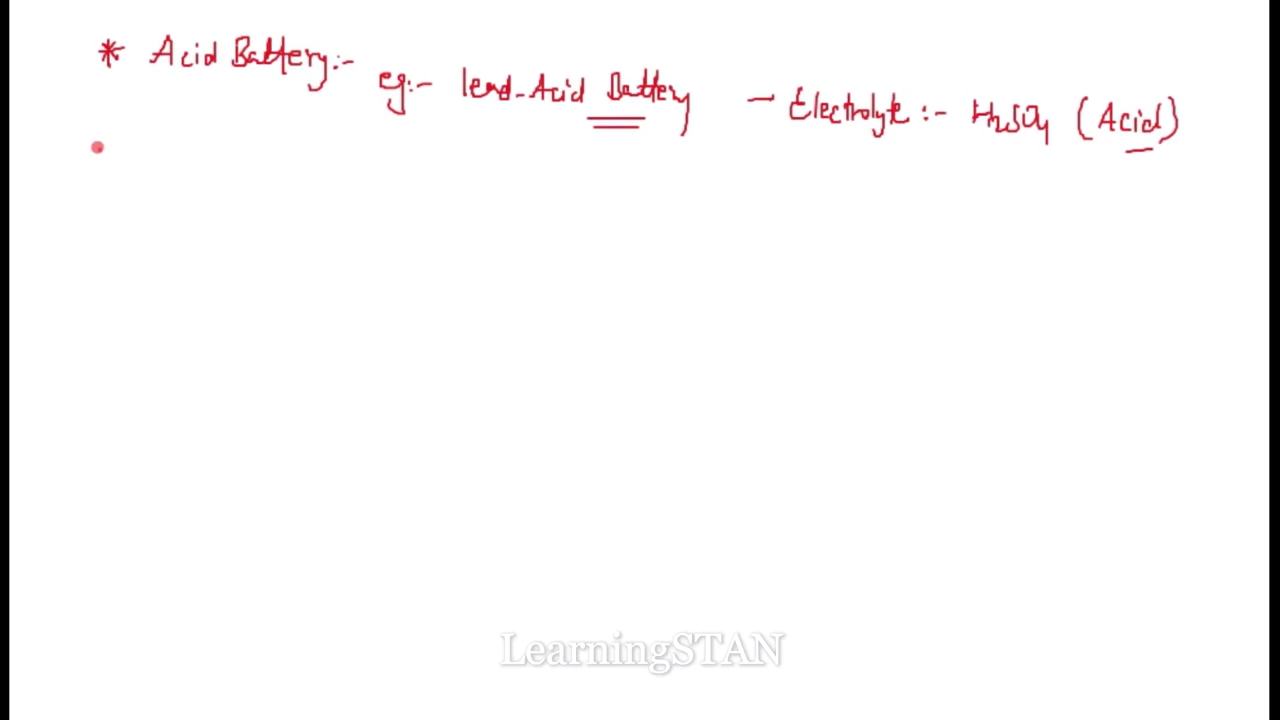 * Acid Battery:- eg:- lead-Acid Battery - Electrolyte:- H₂SO₄ (Acid)
LearningSTAN